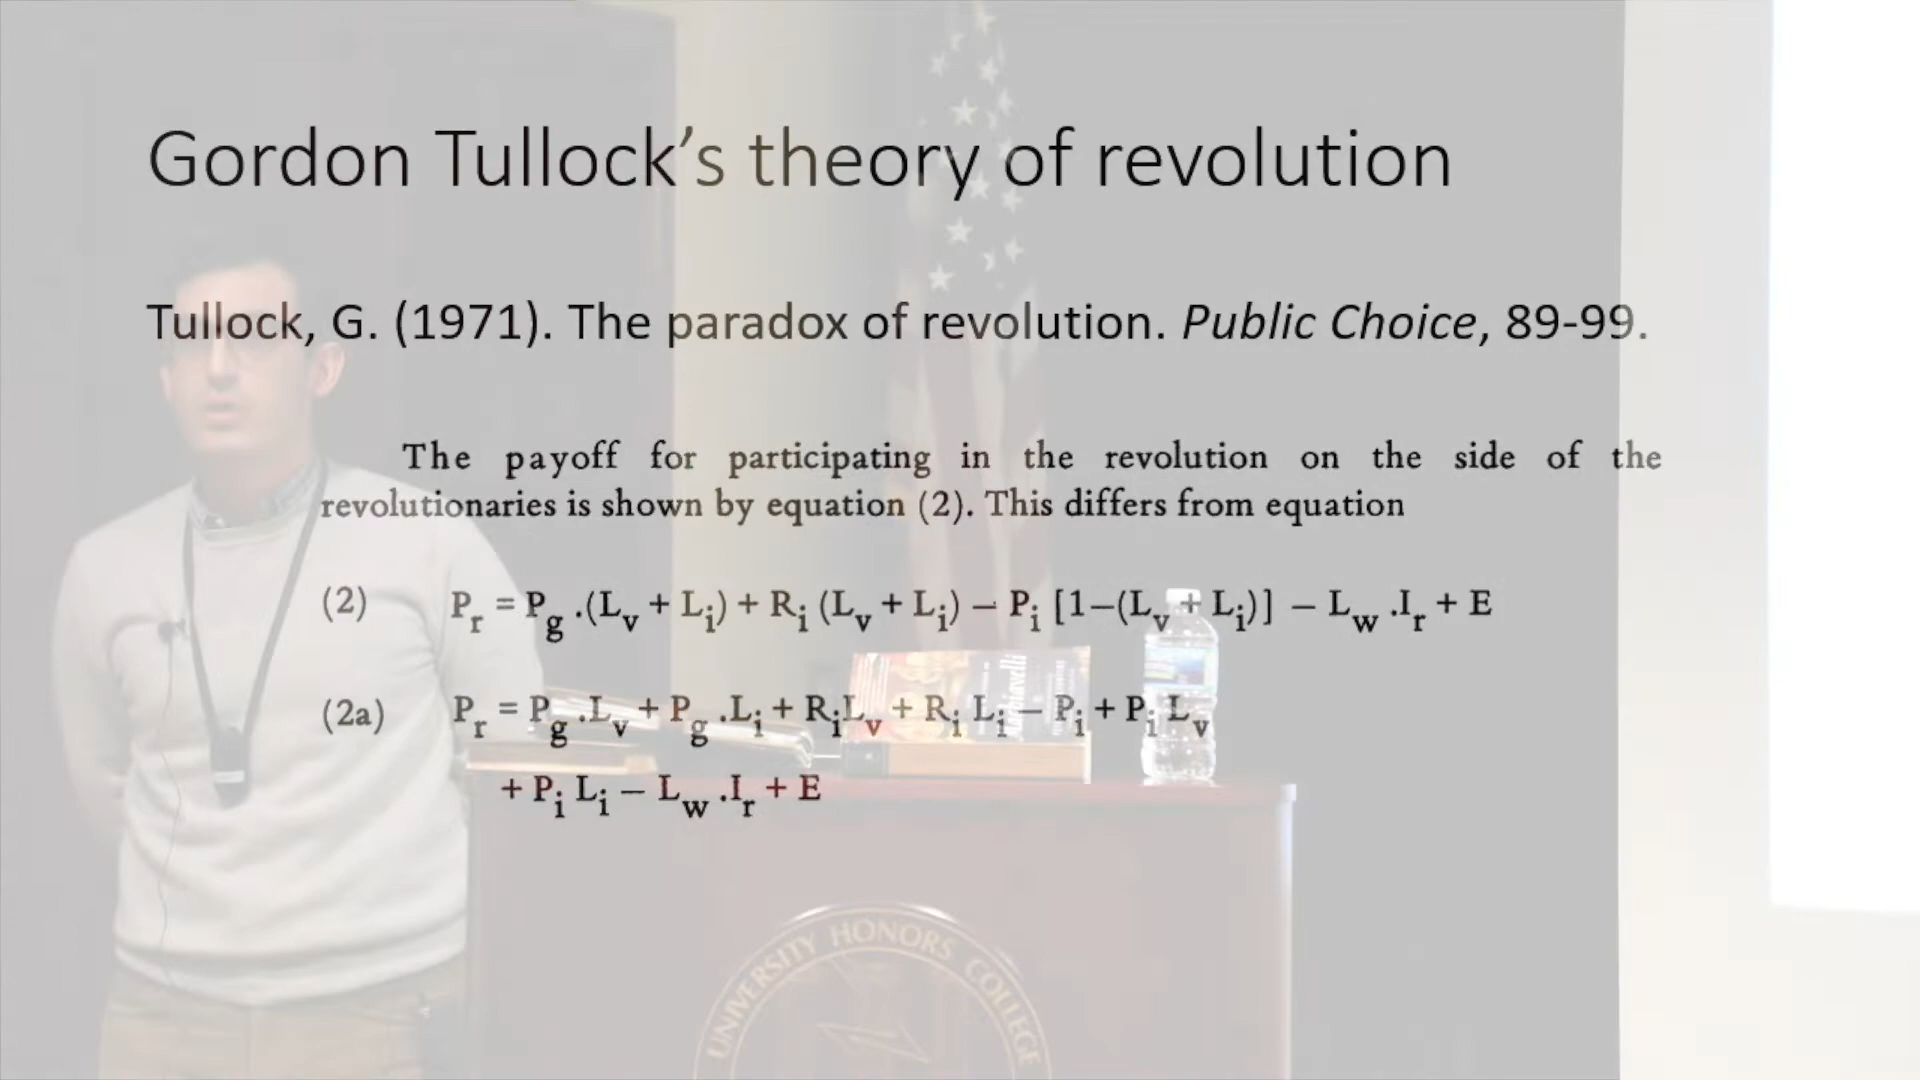 Gordon Tullock’s theory of revolution
Tullock, G. (1971). The paradox of revolution. Public Choice, 89-99.
The payoff for participating in the revolution on the side of the
revolutionaries is shown by equation (2). This differs from equation
(2) P_r = P_g .(L_v + L_i) + R_i (L_v + L_i) – P_i [1–(L_v + L_i)] – L_w .I_r + E
(2a) P_r = P_g .L_v + P_g .L_i + R_i L_v + R_i L_i – P_i + P_i L_v
+ P_i L_i – L_w .I_r + E
Machiavelli
UNIVERSITY HONORS COLLEGE